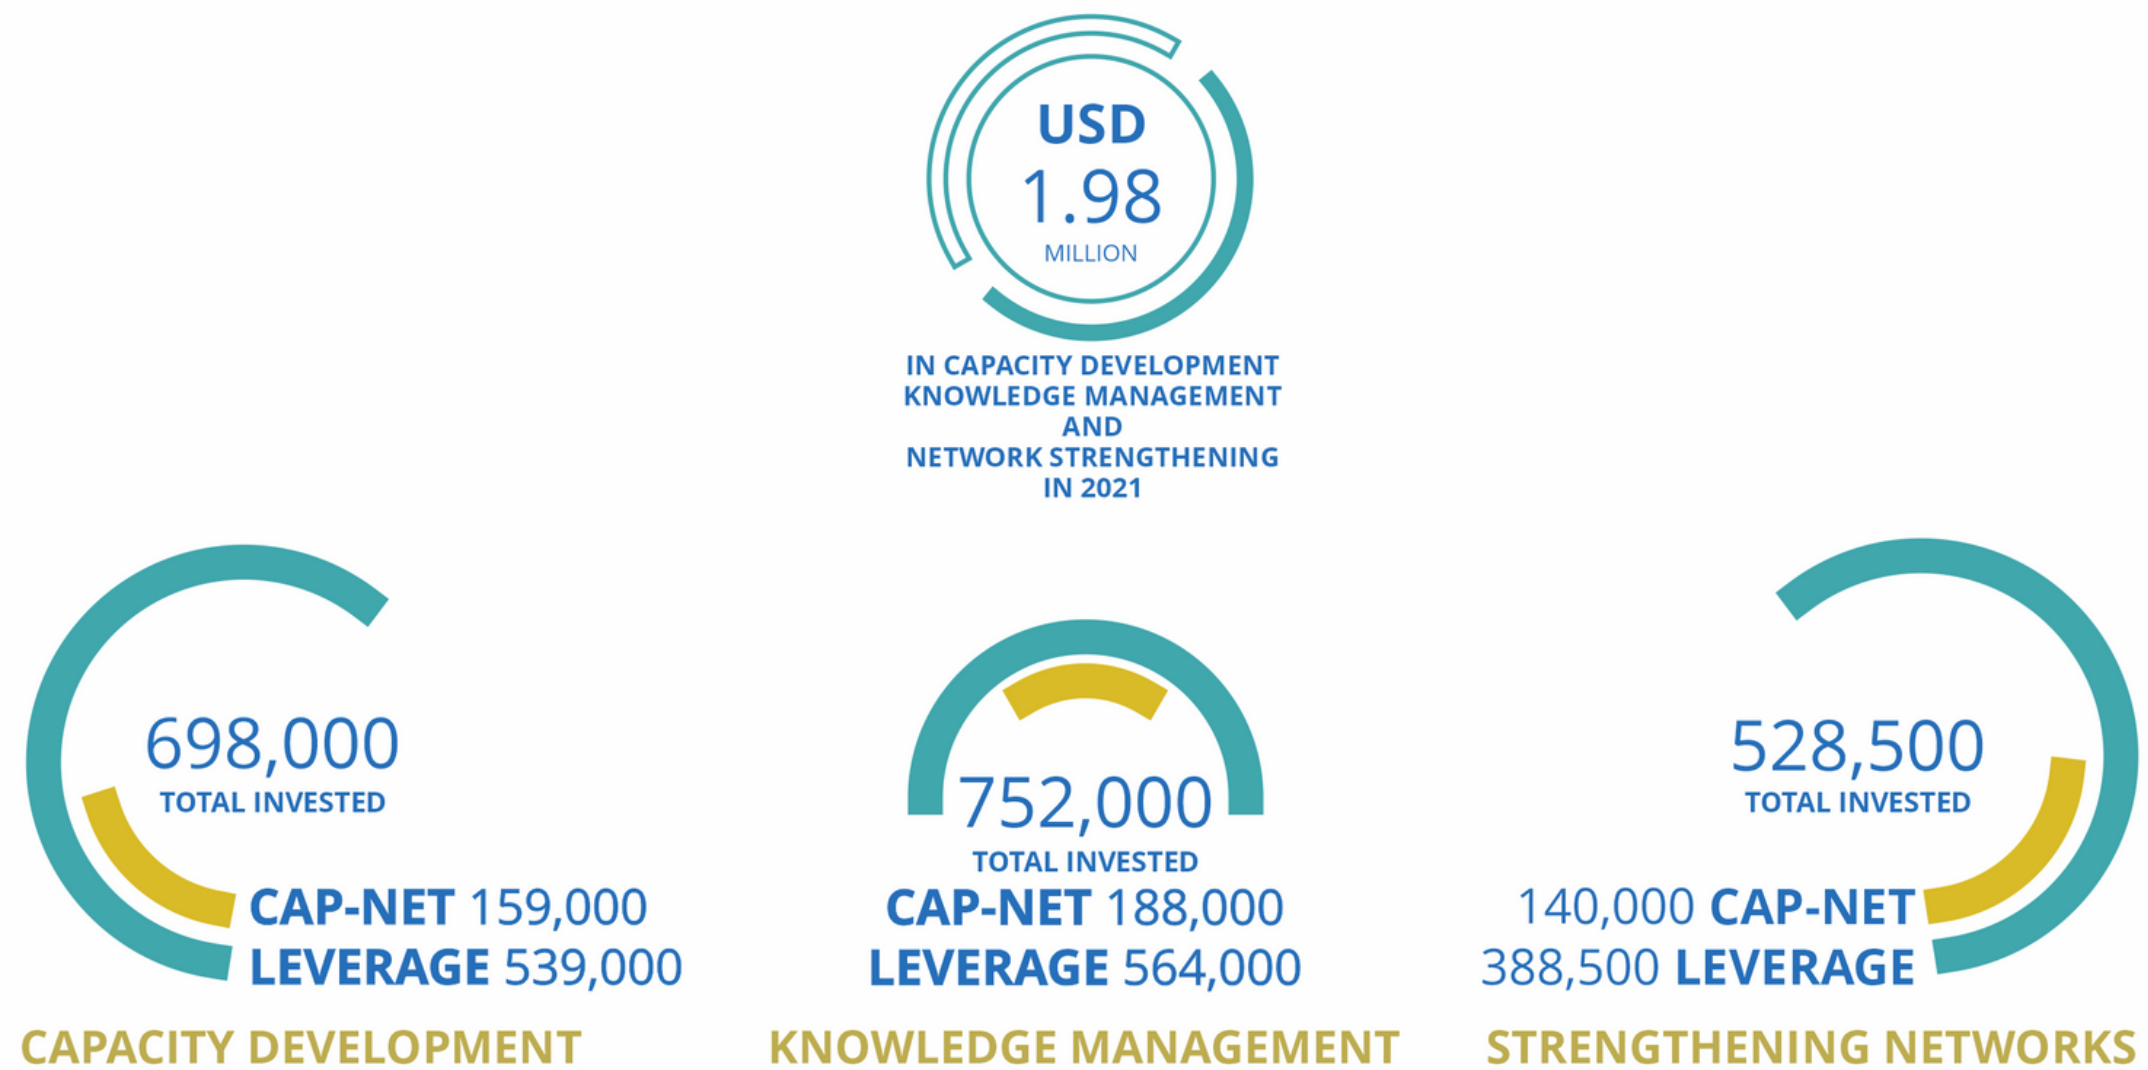 USD
1.98
MILLION
IN CAPACITY DEVELOPMENT
KNOWLEDGE MANAGEMENT
AND
NETWORK STRENGTHENING
IN 2021
698,000
TOTAL INVESTED
CAP-NET 159,000
LEVERAGE 539,000
CAPACITY DEVELOPMENT
752,000
TOTAL INVESTED
CAP-NET 188,000
LEVERAGE 564,000
KNOWLEDGE MANAGEMENT
528,500
TOTAL INVESTED
140,000 CAP-NET
388,500 LEVERAGE
STRENGTHENING NETWORKS